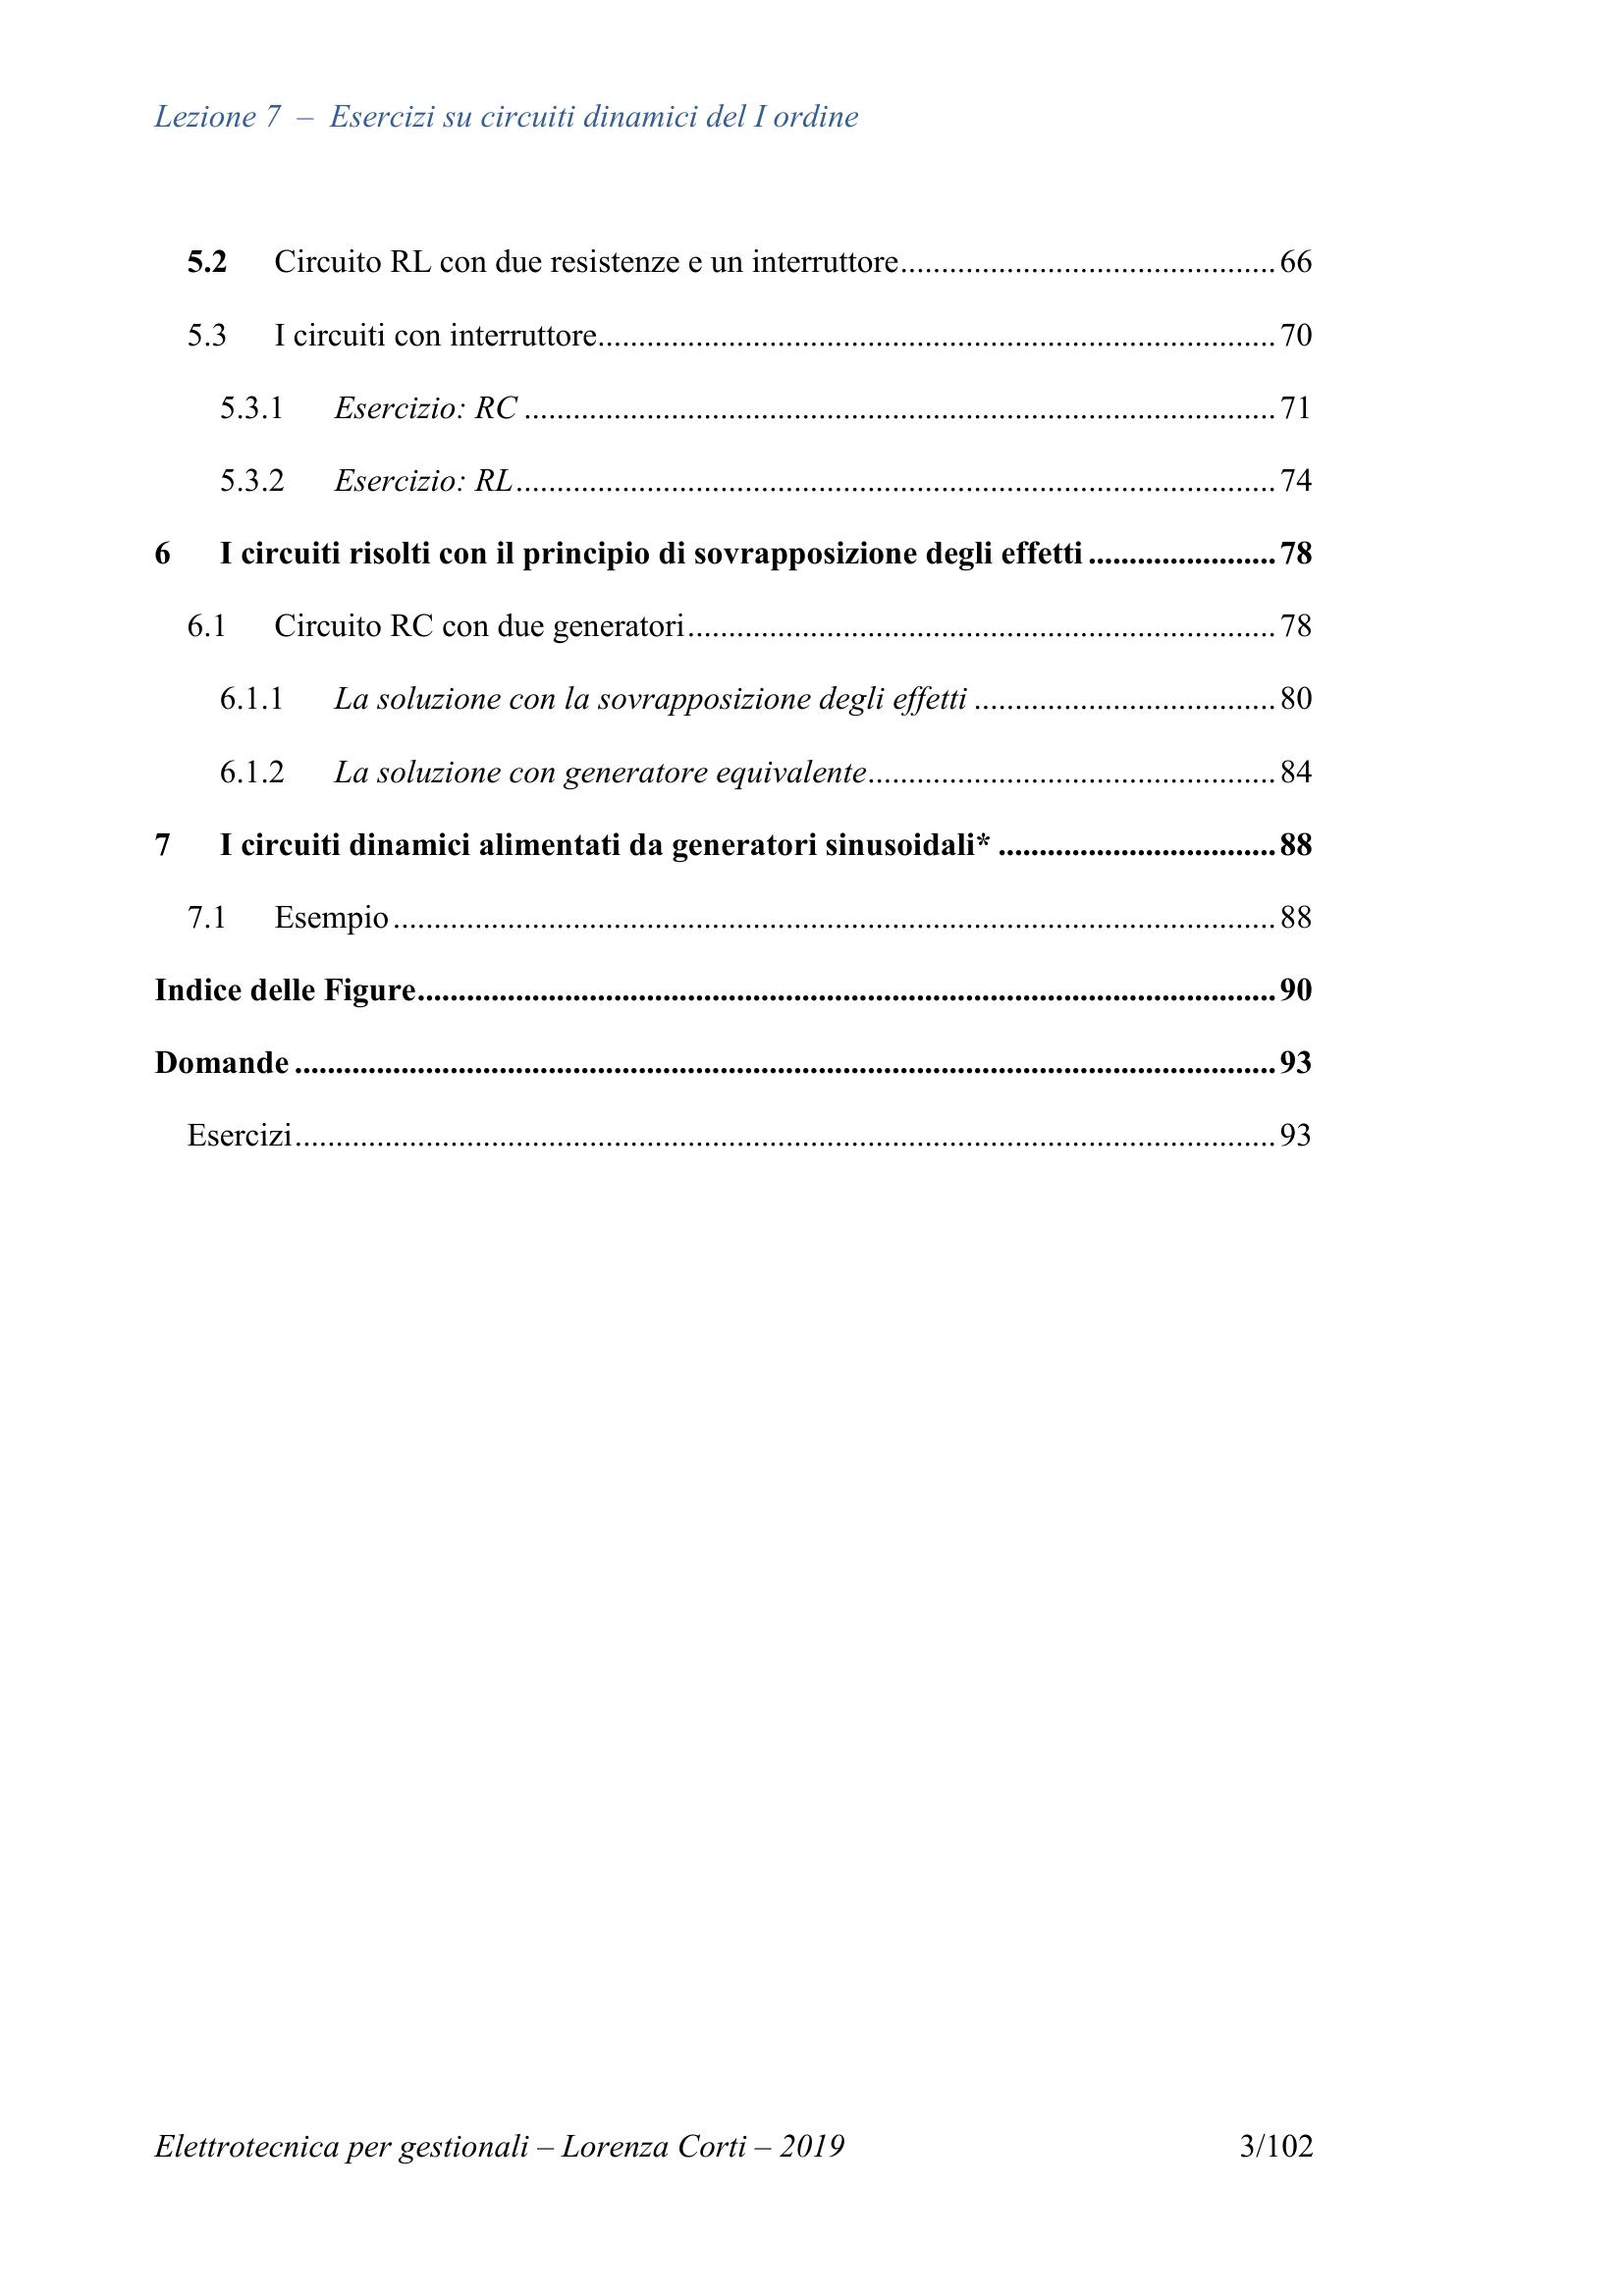 Lezione 7 – Esercizi su circuiti dinamici del I ordine
5.2 Circuito RL con due resistenze e un interruttore.............................................. 66
5.3 I circuiti con interruttore................................................................................... 70
5.3.1 Esercizio: RC ............................................................................................ 71
5.3.2 Esercizio: RL............................................................................................. 74
6 I circuiti risolti con il principio di sovrapposizione degli effetti ....................... 78
6.1 Circuito RC con due generatori........................................................................ 78
6.1.1 La soluzione con la sovrapposizione degli effetti ..................................... 80
6.1.2 La soluzione con generatore equivalente.................................................. 84
7 I circuiti dinamici alimentati da generatori sinusoidali* .................................. 88
7.1 Esempio............................................................................................................ 88
Indice delle Figure......................................................................................................... 90
Domande ........................................................................................................................ 93
Esercizi........................................................................................................................ 93
Elettrotecnica per gestionali – Lorenza Corti – 2019 3/102